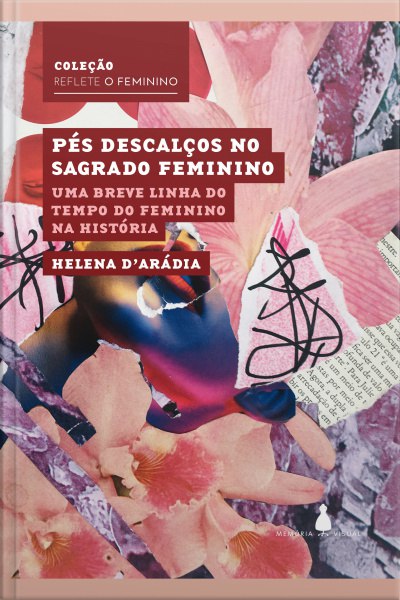 COLEÇÃO
REFLETE O FEMININO
PÉS DESCALÇOS NO
SAGRADO FEMININO
UMA BREVE LINHA DO
TEMPO DO FEMININO
NA HISTÓRIA
HELENA D'ARÁDIA
MEMÓRIA VISUAL